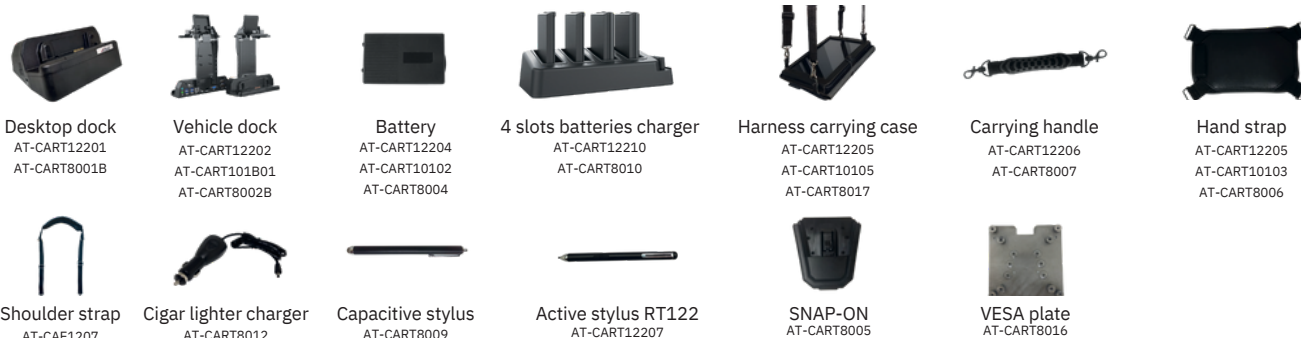 Desktop dock
AT-CART12201
AT-CART8001B
Vehicle dock
AT-CART12202
AT-CART101B01
AT-CART8002B
Battery
AT-CART12204
AT-CART10102
AT-CART8004
4 slots batteries charger
AT-CART12210
AT-CART8010
Harness carrying case
AT-CART12205
AT-CART10105
AT-CART8017
Carrying handle
AT-CART12206
AT-CART8007
Hand strap
AT-CART12205
AT-CART10103
AT-CART8006
Shoulder strap
AT-CAE1207
Cigar lighter charger
AT-CART8012
Capacitive stylus
AT-CART8009
Active stylus RT122
AT-CART12207
SNAP-ON
AT-CART8005
VESA plate
AT-CART8016